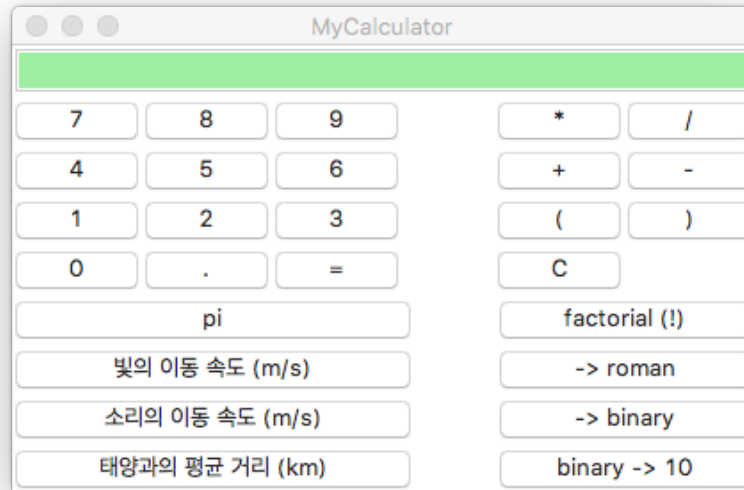 MyCalculator
7 8 9 * /
4 5 6 + -
1 2 3 ( )
0 . = C
pi factorial (!)
빛의 이동 속도 (m/s) -> roman
소리의 이동 속도 (m/s) -> binary
태양과의 평균 거리 (km) binary -> 10